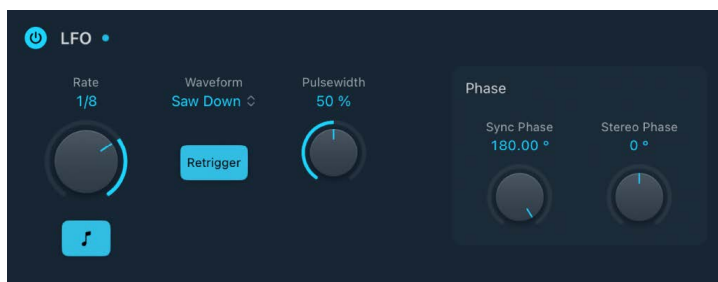 LFO
Rate
1/8
Waveform
Saw Down
Pulsewidth
50 %
Retrigger
Phase
Sync Phase
180.00 °
Stereo Phase
0 °